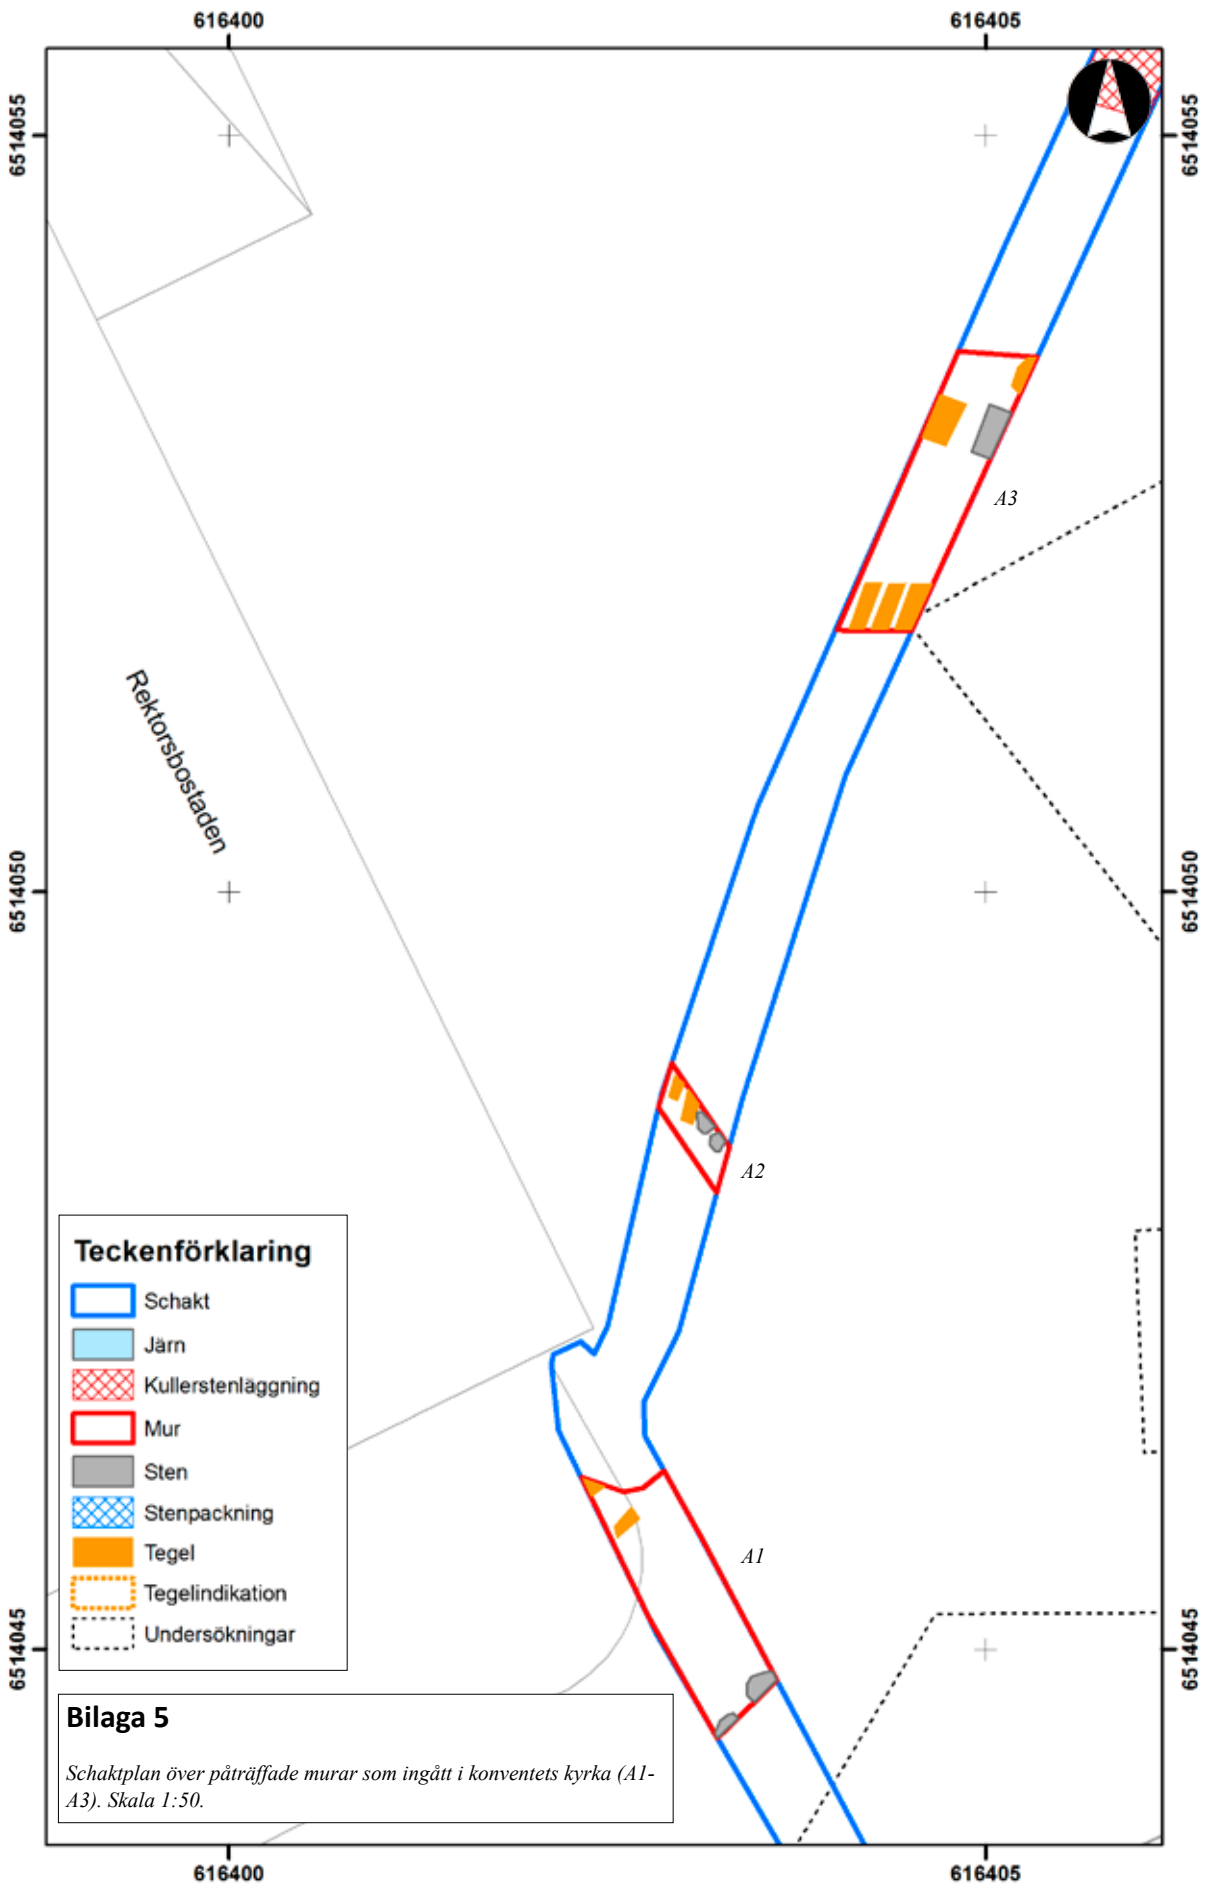 616400
616405
6514055
6514055
A3
Rektorsbostaden
6514050
6514050
A2
Teckenförklaring
Schakt
Järn
Kullerstenläggning
Mur
Sten
Stenpackning
Tegel
Tegelindikation
Undersökningar
A1
6514045
6514045
Bilaga 5
Schaktplan över påträffade murar som ingått i konventets kyrka (A1-
A3). Skala 1:50.
616400
616405